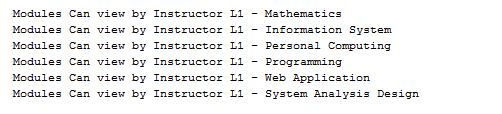 Modules Can view by Instructor L1 - Mathematics
Modules Can view by Instructor L1 - Information System
Modules Can view by Instructor L1 - Personal Computing
Modules Can view by Instructor L1 - Programming
Modules Can view by Instructor L1 - Web Application
Modules Can view by Instructor L1 - System Analysis Design